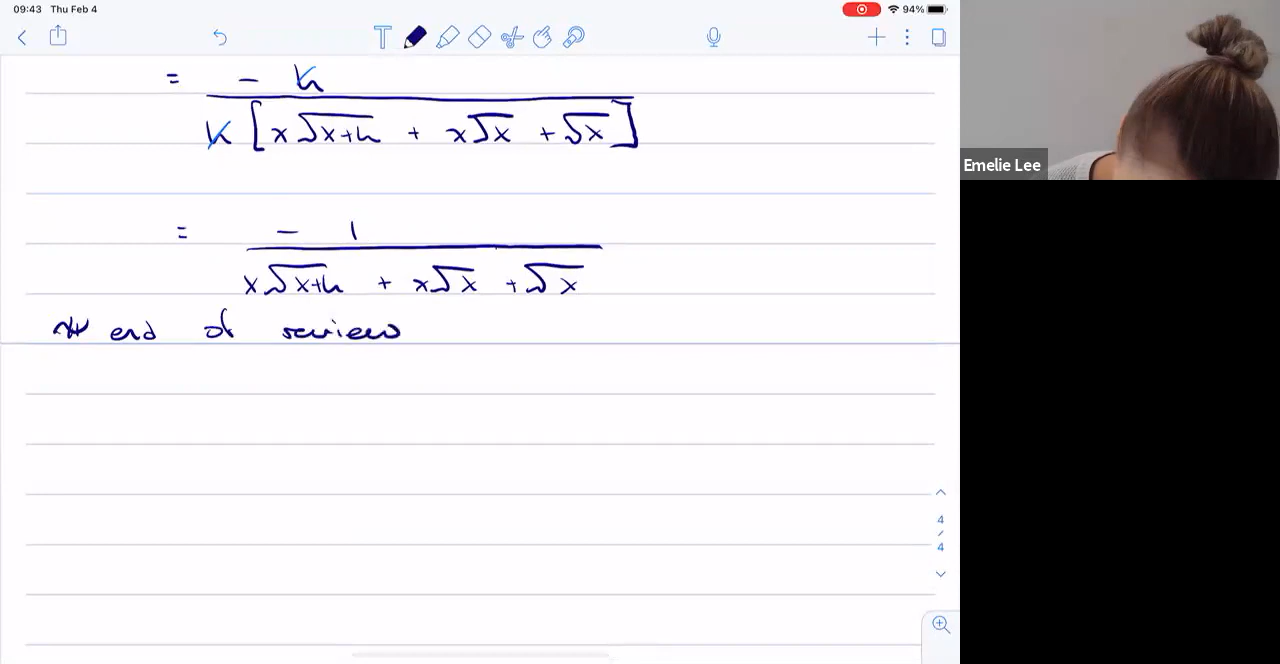 09:43 Thu Feb 4
94%
T
= - h
h [x√x+h + x√x + √x]
Emelie Lee
= - 1
x√x+h + x√x + √x
** end of review
4
/
4